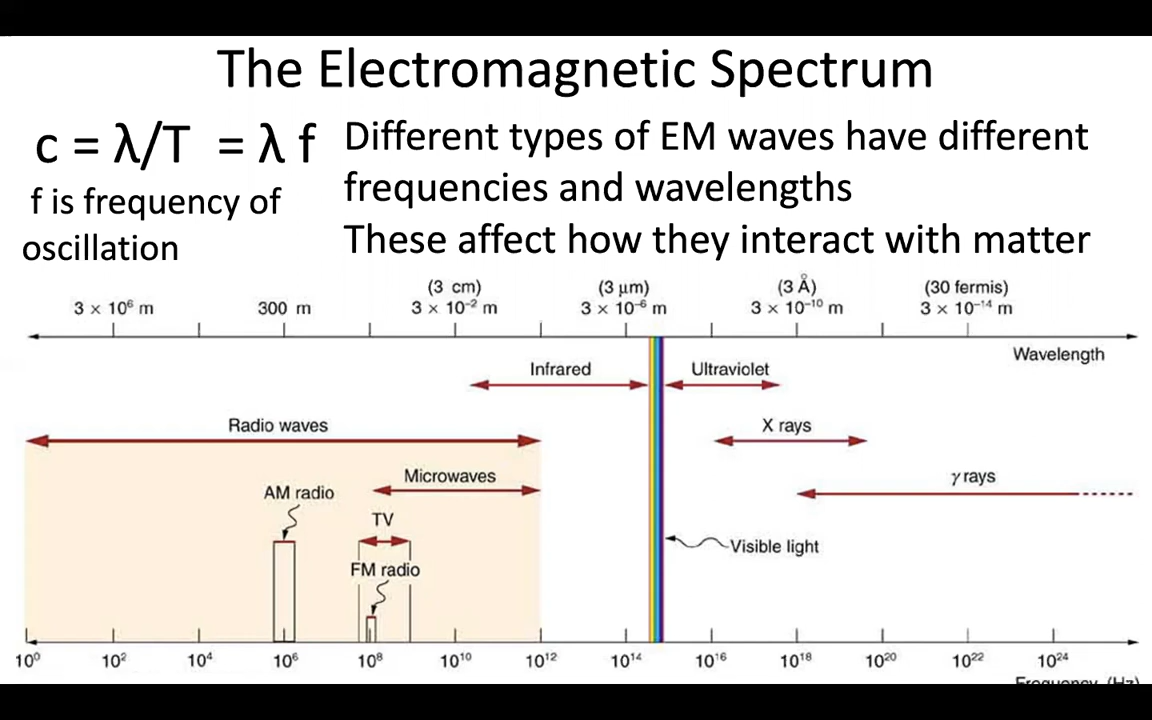 The Electromagnetic Spectrum
c = λ/T = λ f
f is frequency of
oscillation
Different types of EM waves have different
frequencies and wavelengths
These affect how they interact with matter
(3 cm) (3 μm) (3 Å) (30 fermis)
3 × 10⁶ m 300 m 3 × 10⁻² m 3 × 10⁻⁶ m 3 × 10⁻¹⁰ m 3 × 10⁻¹⁴ m
Wavelength
Infrared Ultraviolet
Radio waves X rays
Microwaves γ rays
AM radio
TV
Visible light
FM radio
10⁰ 10² 10⁴ 10⁶ 10⁸ 10¹⁰ 10¹² 10¹⁴ 10¹⁶ 10¹⁸ 10²⁰ 10²² 10²⁴
Frequency (Hz)